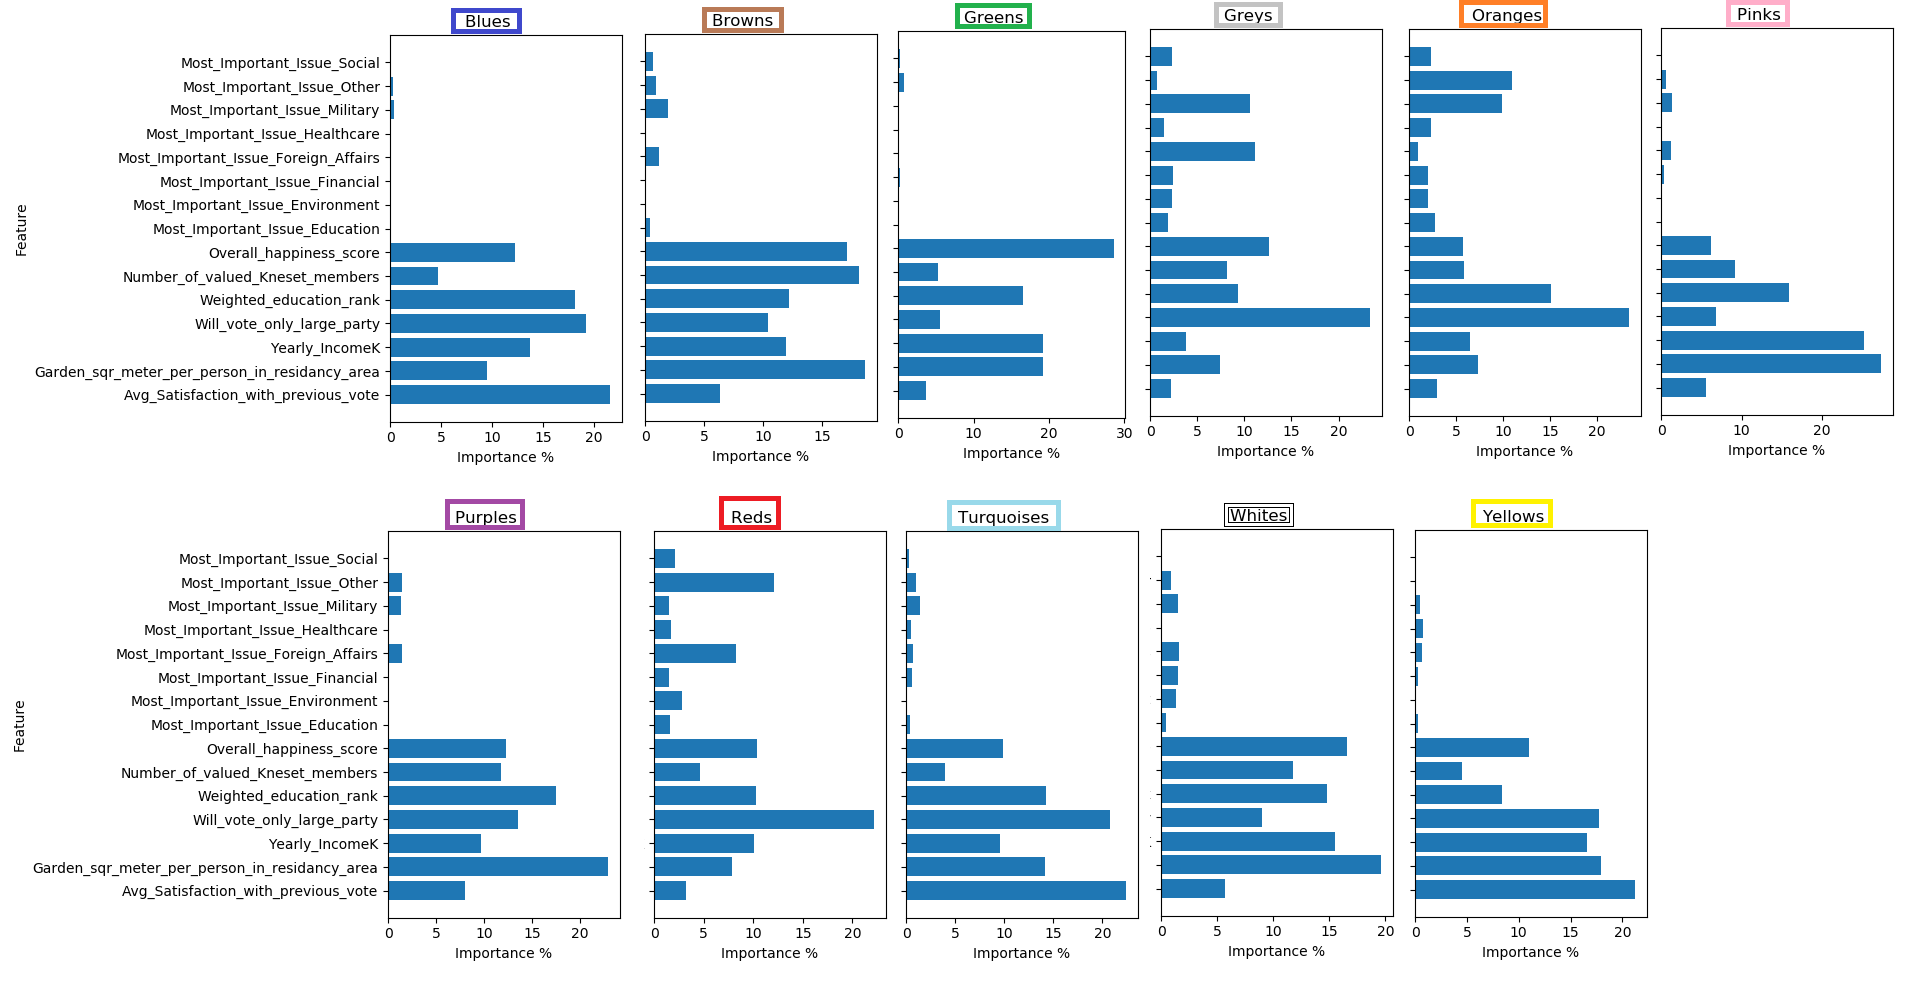 Blues Browns Greens Greys Oranges Pinks
Feature
Most_Important_Issue_Social
Most_Important_Issue_Other
Most_Important_Issue_Military
Most_Important_Issue_Healthcare
Most_Important_Issue_Foreign_Affairs
Most_Important_Issue_Financial
Most_Important_Issue_Environment
Most_Important_Issue_Education
Overall_happiness_score
Number_of_valued_Kneset_members
Weighted_education_rank
Will_vote_only_large_party
Yearly_IncomeK
Garden_sqr_meter_per_person_in_residancy_area
Avg_Satisfaction_with_previous_vote
0 5 10 15 20 0 5 10 15 0 10 20 30 0 5 10 15 20 0 5 10 15 20 0 10 20
Importance % Importance % Importance % Importance % Importance % Importance %
Purples Reds Turquoises Whites Yellows
Feature
Most_Important_Issue_Social
Most_Important_Issue_Other
Most_Important_Issue_Military
Most_Important_Issue_Healthcare
Most_Important_Issue_Foreign_Affairs
Most_Important_Issue_Financial
Most_Important_Issue_Environment
Most_Important_Issue_Education
Overall_happiness_score
Number_of_valued_Kneset_members
Weighted_education_rank
Will_vote_only_large_party
Yearly_IncomeK
Garden_sqr_meter_per_person_in_residancy_area
Avg_Satisfaction_with_previous_vote
0 5 10 15 20 0 5 10 15 20 0 5 10 15 20 0 5 10 15 20 0 5 10 15 20
Importance % Importance % Importance % Importance % Importance %